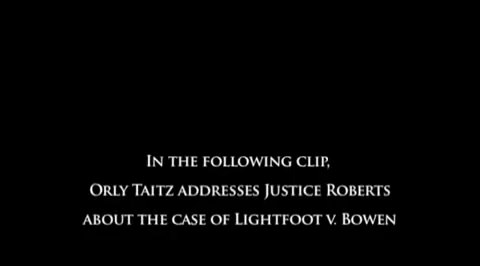 In the following clip,
Orly Taitz addresses Justice Roberts
about the case of Lightfoot v. Bowen